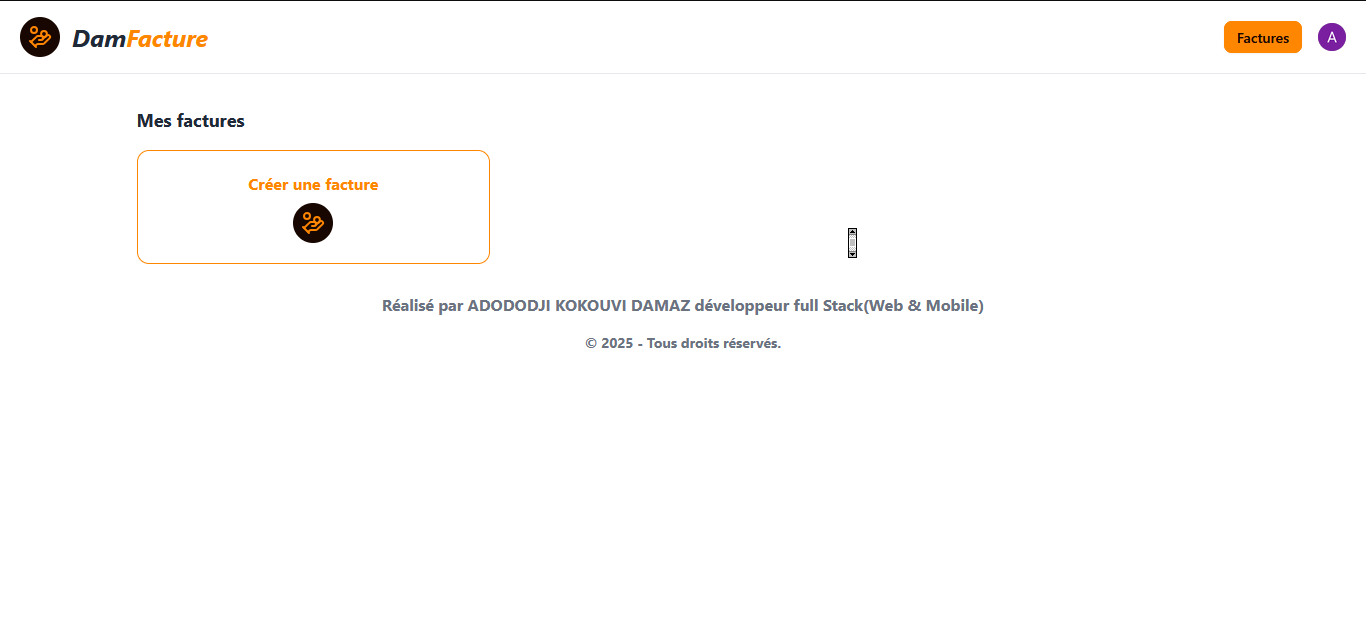 DamFacture
Factures
A
Mes factures
Créer une facture
Réalisé par ADODODJI KOKOUVI DAMAZ développeur full Stack(Web & Mobile)
© 2025 - Tous droits réservés.